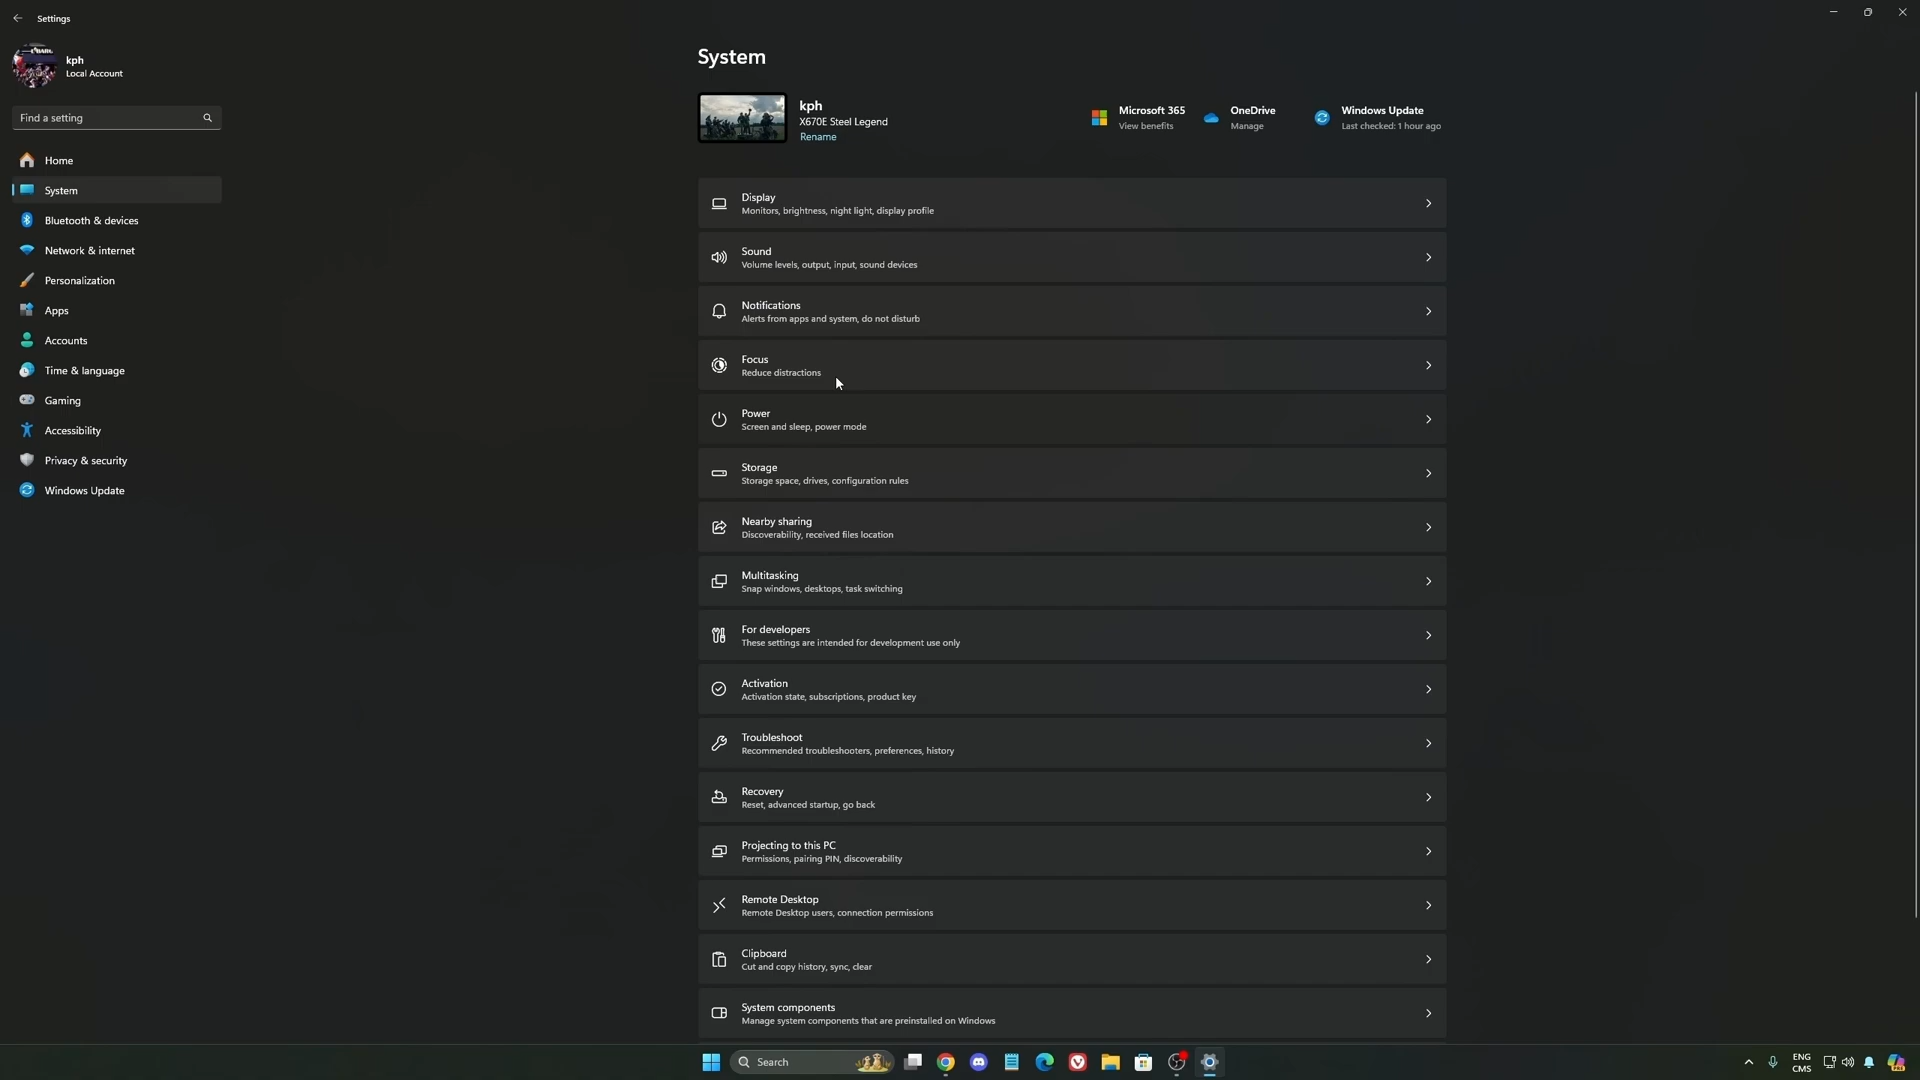 Settings
kph
Local Account
Find a setting
Home
System
Bluetooth & devices
Network & internet
Personalization
Apps
Accounts
Time & language
Gaming
Accessibility
Privacy & security
Windows Update
System
kph
X670E Steel Legend
Rename
Microsoft 365
View benefits
OneDrive
Manage
Windows Update
Last checked: 1 hour ago
Display
Monitors, brightness, night light, display profile
Sound
Volume levels, output, input, sound devices
Notifications
Alerts from apps and system, do not disturb
Focus
Reduce distractions
Power
Screen and sleep, power mode
Storage
Storage space, drives, configuration rules
Nearby sharing
Discoverability, received files location
Multitasking
Snap windows, desktops, task switching
For developers
These settings are intended for development use only
Activation
Activation state, subscriptions, product key
Troubleshoot
Recommended troubleshooters, preferences, history
Recovery
Reset, advanced startup, go back
Projecting to this PC
Permissions, pairing PIN, discoverability
Remote Desktop
Remote Desktop users, connection permissions
Clipboard
Cut and copy history, sync, clear
System components
Manage system components that are preinstalled on Windows
Search
ENG
CMS